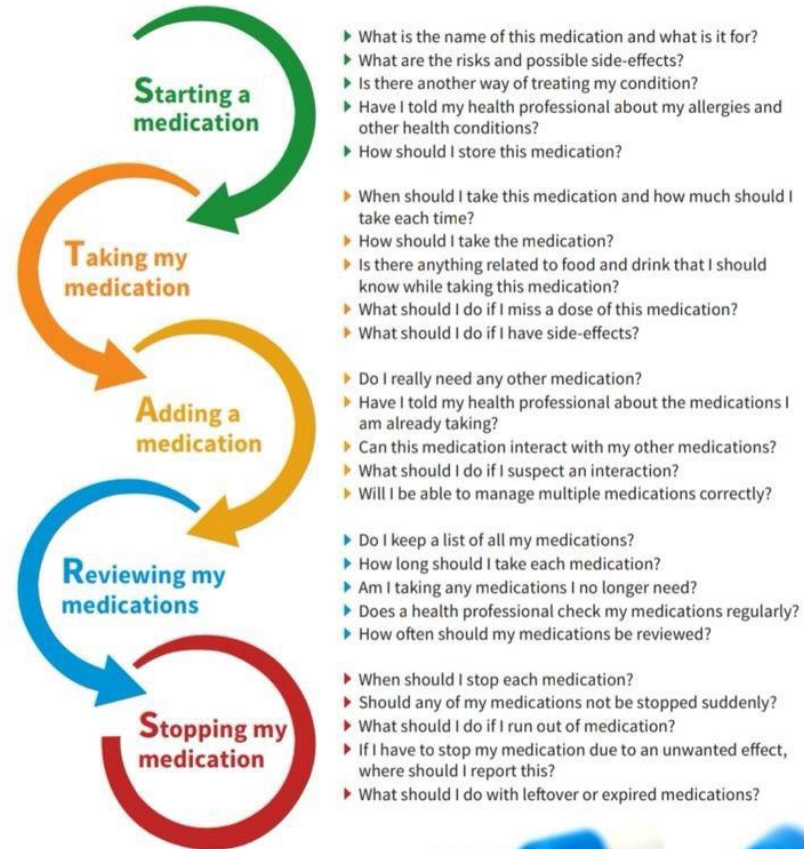 Starting a
medication
▶ What is the name of this medication and what is it for?
▶ What are the risks and possible side-effects?
▶ Is there another way of treating my condition?
▶ Have I told my health professional about my allergies and
other health conditions?
▶ How should I store this medication?
Taking my
medication
▶ When should I take this medication and how much should I
take each time?
▶ How should I take the medication?
▶ Is there anything related to food and drink that I should
know while taking this medication?
▶ What should I do if I miss a dose of this medication?
▶ What should I do if I have side-effects?
Adding a
medication
▶ Do I really need any other medication?
▶ Have I told my health professional about the medications I
am already taking?
▶ Can this medication interact with my other medications?
▶ What should I do if I suspect an interaction?
▶ Will I be able to manage multiple medications correctly?
Reviewing my
medications
▶ Do I keep a list of all my medications?
▶ How long should I take each medication?
▶ Am I taking any medications I no longer need?
▶ Does a health professional check my medications regularly?
▶ How often should my medications be reviewed?
Stopping my
medication
▶ When should I stop each medication?
▶ Should any of my medications not be stopped suddenly?
▶ What should I do if I run out of medication?
▶ If I have to stop my medication due to an unwanted effect,
where should I report this?
▶ What should I do with leftover or expired medications?